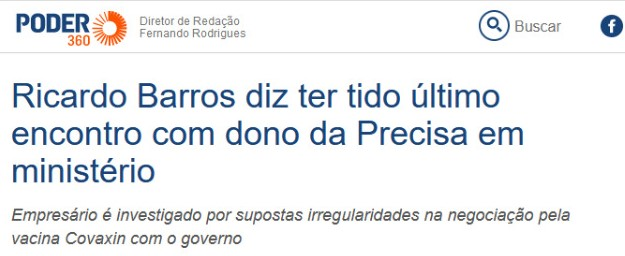 PODER
360
Diretor de Redação
Fernando Rodrigues
Buscar
f
Ricardo Barros diz ter tido último
encontro com dono da Precisa em
ministério
Empresário é investigado por supostas irregularidades na negociação pela
vacina Covaxin com o governo